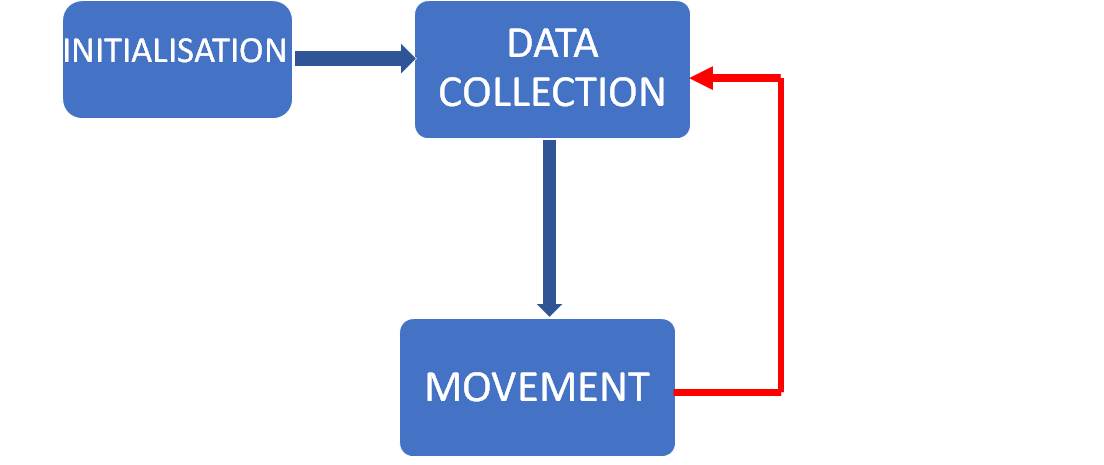 INITIALISATION
DATA
COLLECTION
MOVEMENT